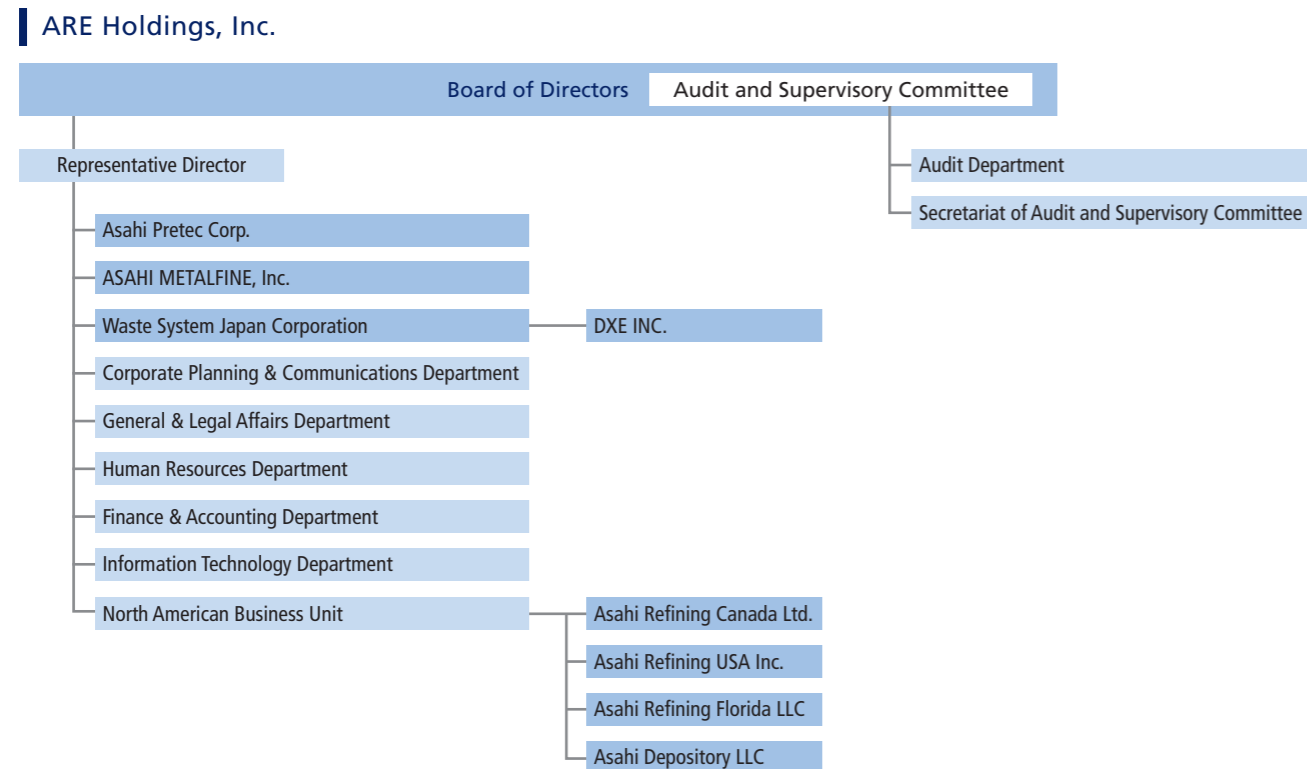 ARE Holdings, Inc.
Board of Directors
Audit and Supervisory Committee
Representative Director
Audit Department
Secretariat of Audit and Supervisory Committee
Asahi Pretec Corp.
ASAHI METALFINE, Inc.
Waste System Japan Corporation
DXE INC.
Corporate Planning & Communications Department
General & Legal Affairs Department
Human Resources Department
Finance & Accounting Department
Information Technology Department
North American Business Unit
Asahi Refining Canada Ltd.
Asahi Refining USA Inc.
Asahi Refining Florida LLC
Asahi Depository LLC